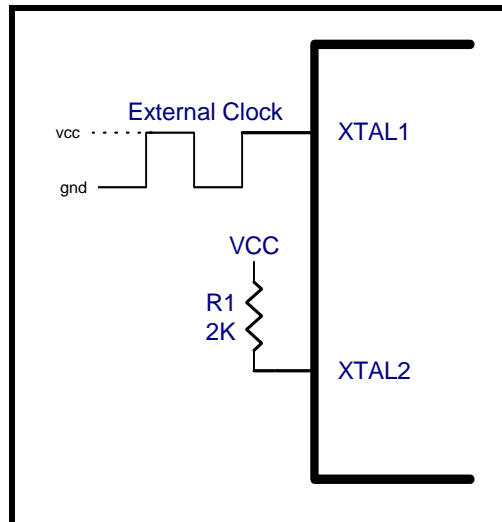 External Clock
vcc
XTAL1
gnd
VCC
R1
2K
XTAL2